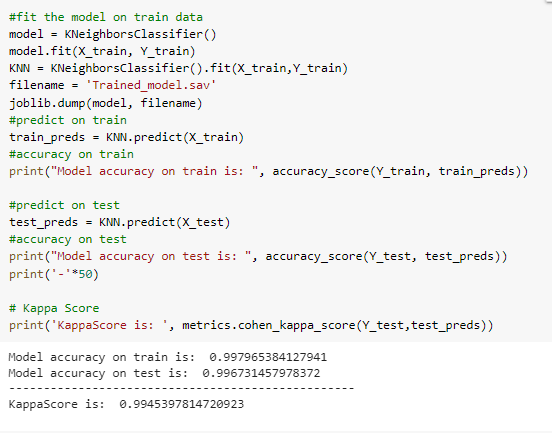 #fit the model on train data
model = KNeighborsClassifier()
model.fit(X_train, Y_train)
KNN = KNeighborsClassifier().fit(X_train,Y_train)
filename = 'Trained_model.sav'
joblib.dump(model, filename)
#predict on train
train_preds = KNN.predict(X_train)
#accuracy on train
print("Model accuracy on train is: ", accuracy_score(Y_train, train_preds))

#predict on test
test_preds = KNN.predict(X_test)
#accuracy on test
print("Model accuracy on test is: ", accuracy_score(Y_test, test_preds))
print('-'*50)

# Kappa Score
print('KappaScore is: ', metrics.cohen_kappa_score(Y_test,test_preds))
Model accuracy on train is:  0.997965384127941
Model accuracy on test is:  0.996731457978372
--------------------------------------------------
KappaScore is:  0.9945397814720923